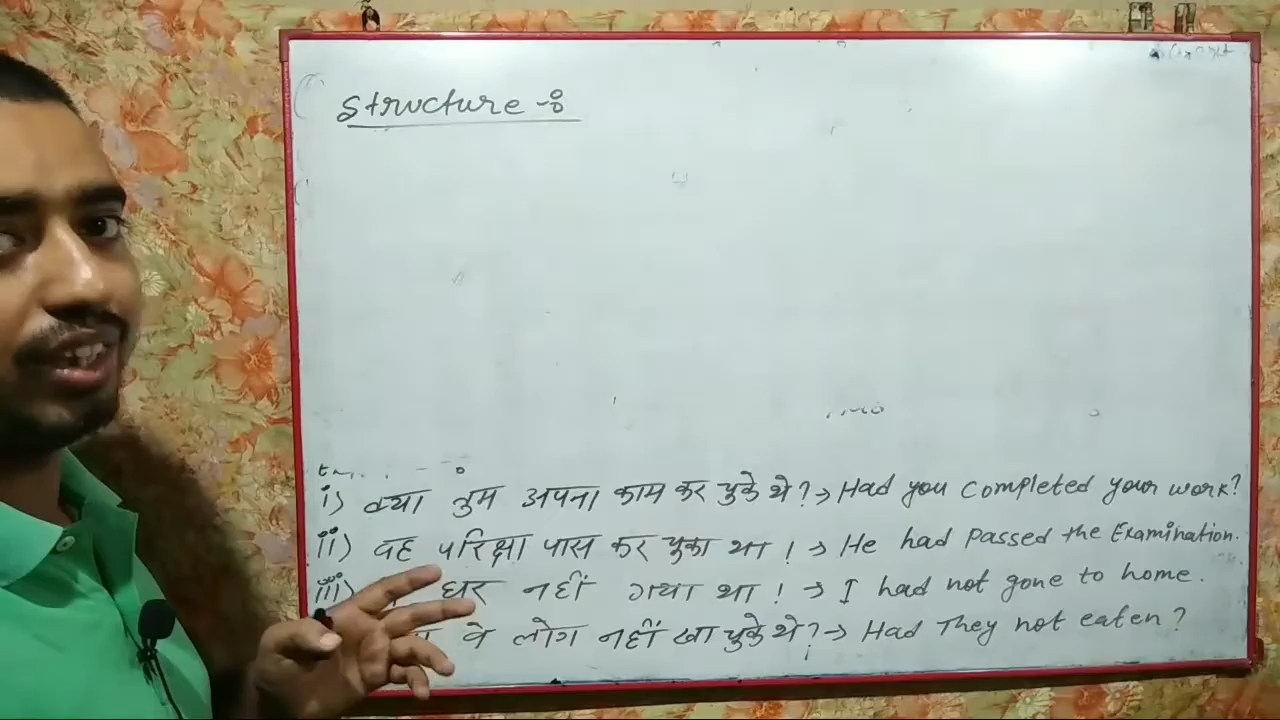 Structure -:
i) क्या तुम अपना काम कर चुके थे? → Had you completed your work?
ii) वह परिक्षा पास कर चुका था ! → He had passed the Examination.
iii) घर नहीं गया था ! → I had not gone to home.
वे लोग नहीं खा चुके थे? → Had They not eaten ?